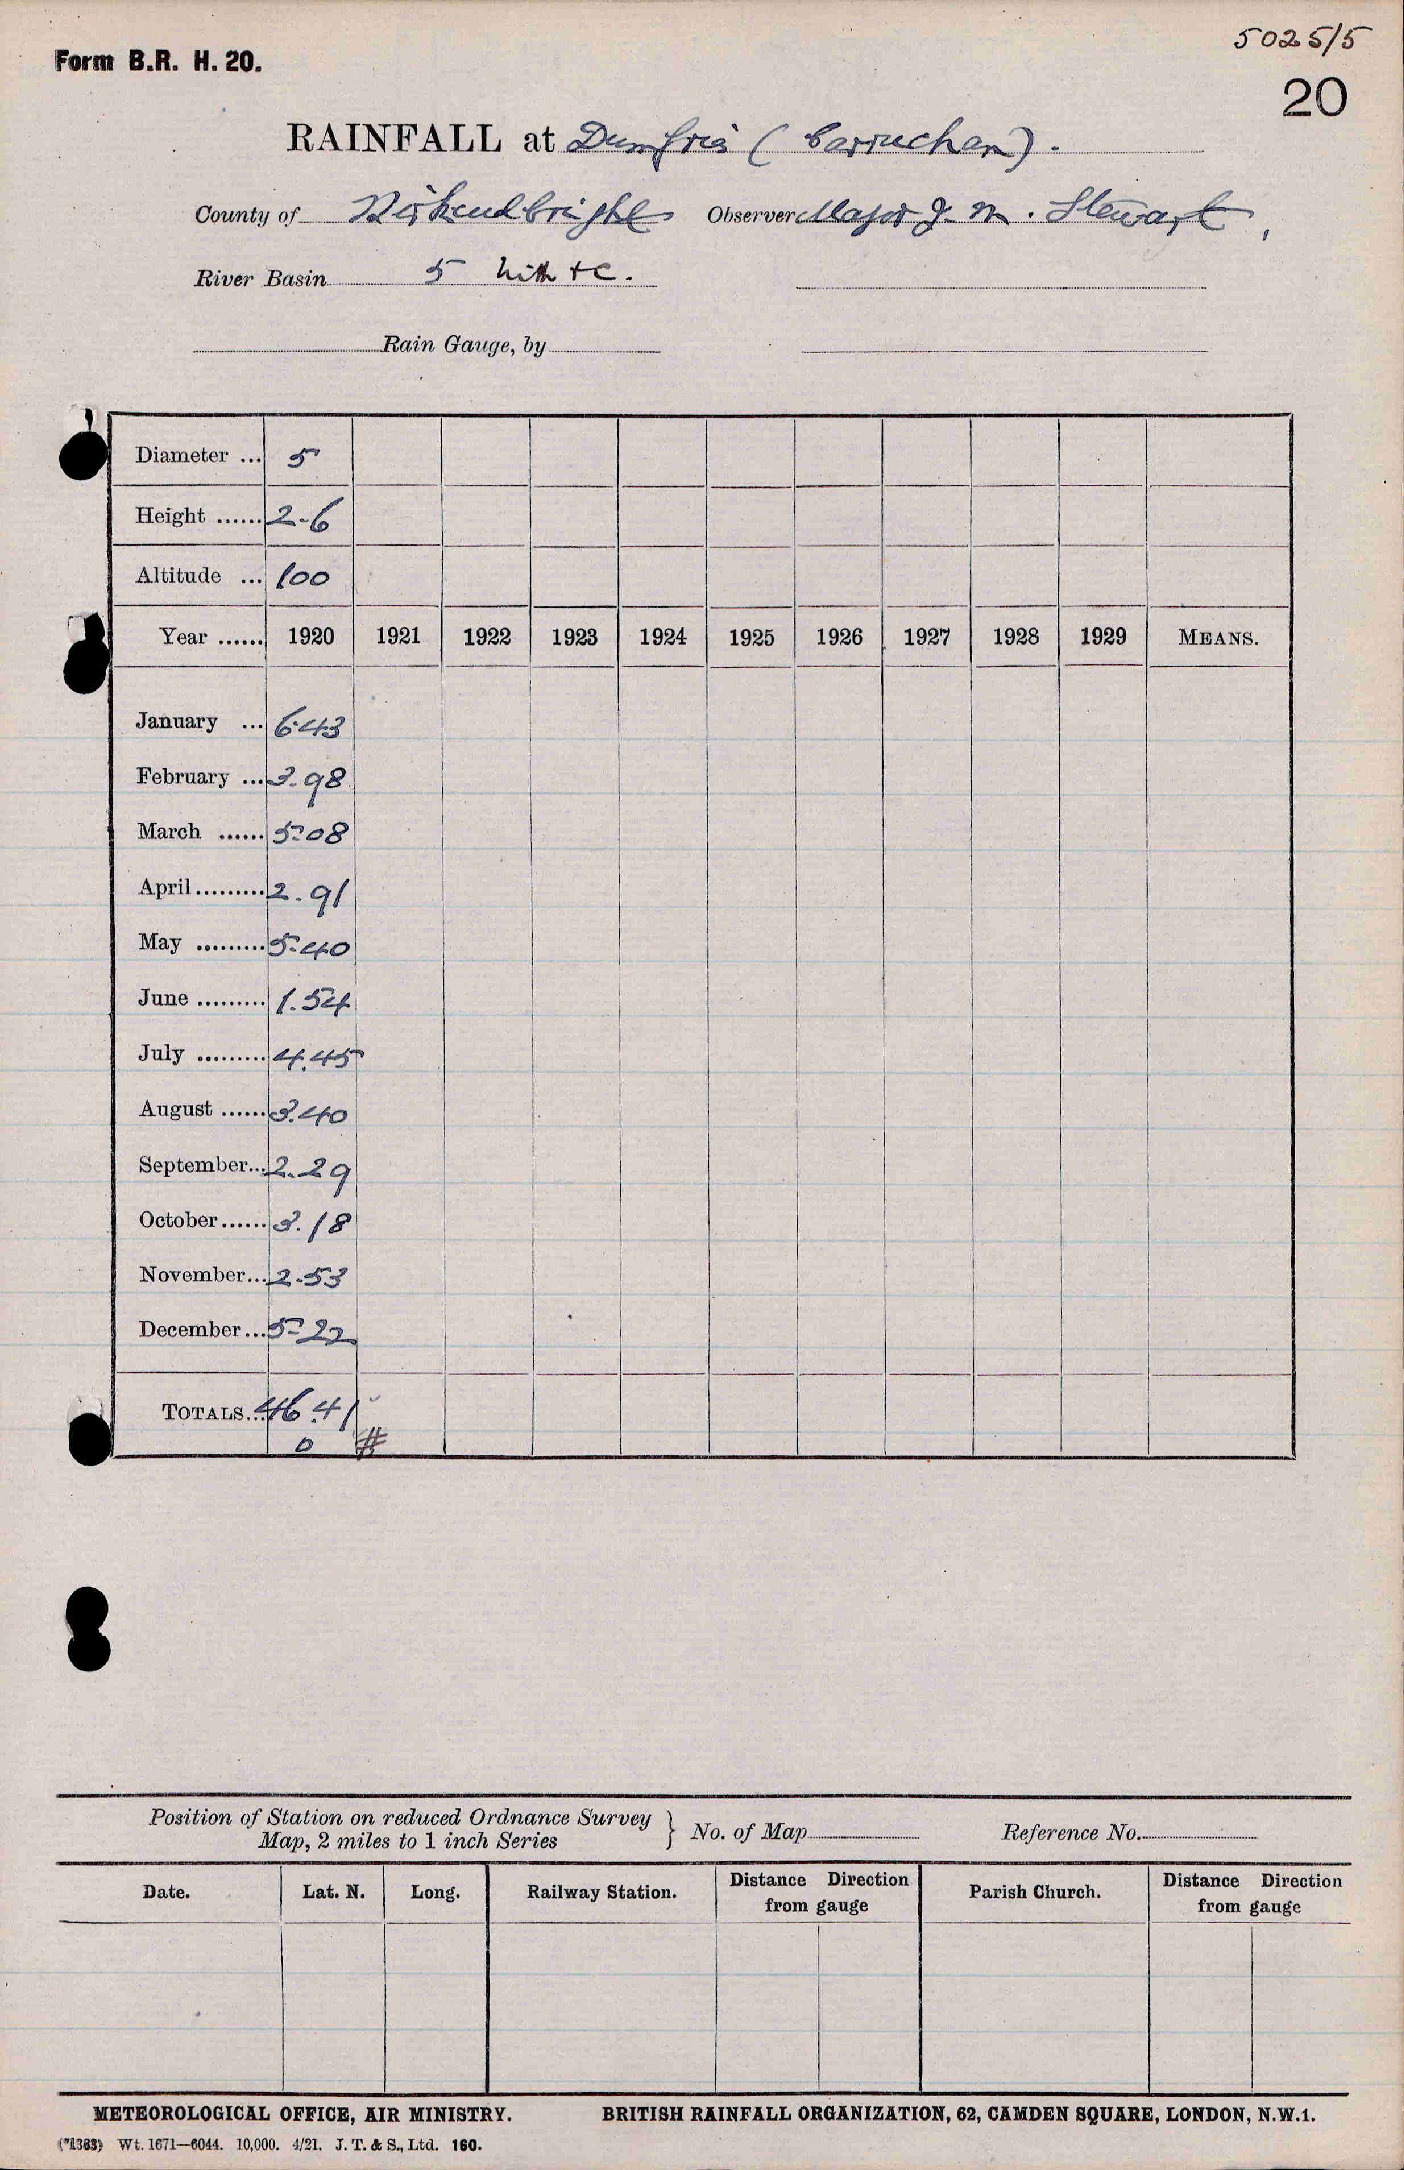 5025/5
Form B.R. H. 20.
20
RAINFALL at Dumfries (Carruchan).
County of Kirkcudbright Observer Major J. M. Stewart,
River Basin 5 Nith &c.
Rain Gauge, by
Diameter ... 5
Height ...... 2-6
Altitude ... 100
Year ...... 1920 1921 1922 1923 1924 1925 1926 1927 1928 1929 MEANS.
January ... 6.43
February ... 3.98
March ...... 5.08
April ......... 2.91
May ......... 5.40
June ......... 1.54
July ......... 4.45
August ...... 3.40
September... 2.29
October ...... 3.18
November... 2.53
December... 5.22
TOTALS... 46.41
0 #
Position of Station on reduced Ordnance Survey
Map, 2 miles to 1 inch Series } No. of Map Reference No.
Date. Lat. N. Long. Railway Station. Distance Direction from gauge Parish Church. Distance Direction from gauge
METEOROLOGICAL OFFICE, AIR MINISTRY. BRITISH RAINFALL ORGANIZATION, 62, CAMDEN SQUARE, LONDON, N.W.1.
(*1383) Wt. 1671—6044. 10,000. 4/21. J. T. & S., Ltd. 160.